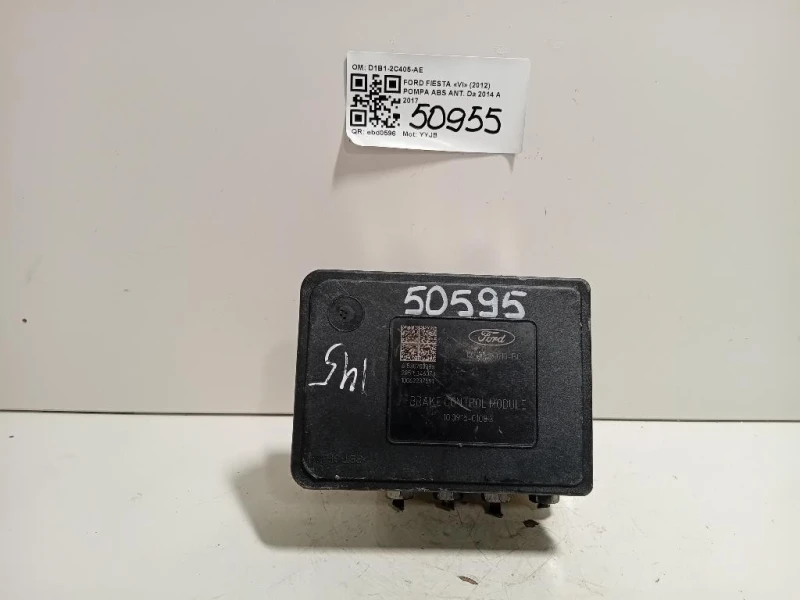 OM: D1B1-2C405-AE
FORD FIESTA «VI» (2012)
POMPA ABS ANT. Da 2014 A
2017
50955
QR: ebd0596 Mot: YYJB
50595
Ford
145
BRAKE CONTROL MODULE